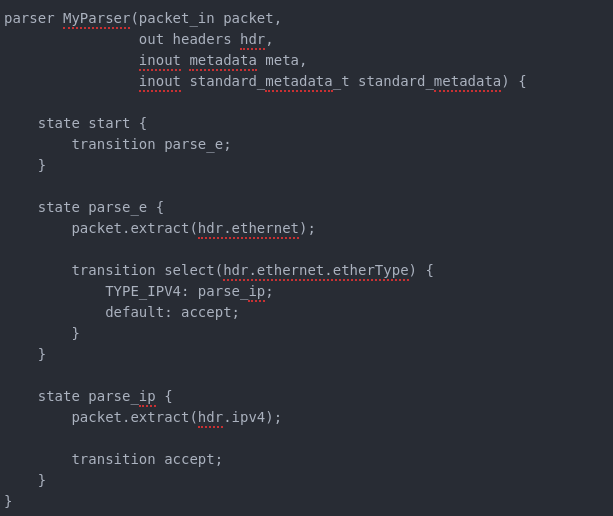 parser MyParser(packet_in packet,
                out headers hdr,
                inout metadata meta,
                inout standard_metadata_t standard_metadata) {

    state start {
        transition parse_e;
    }

    state parse_e {
        packet.extract(hdr.ethernet);

        transition select(hdr.ethernet.etherType) {
            TYPE_IPV4: parse_ip;
            default: accept;
        }
    }

    state parse_ip {
        packet.extract(hdr.ipv4);

        transition accept;
    }
}